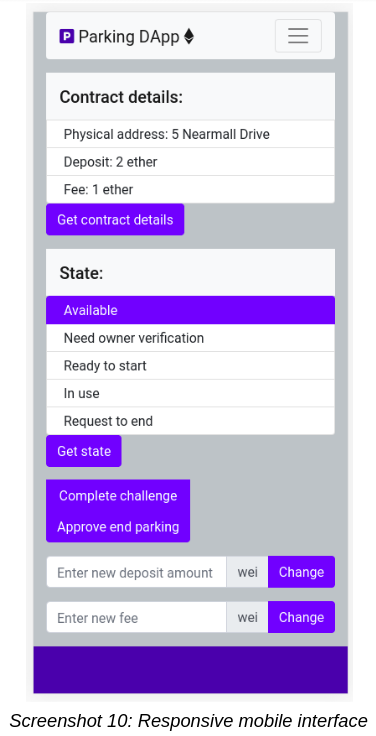 P Parking DApp
Contract details:
Physical address: 5 Nearmall Drive
Deposit: 2 ether
Fee: 1 ether
Get contract details
State:
Available
Need owner verification
Ready to start
In use
Request to end
Get state
Complete challenge
Approve end parking
Enter new deposit amount wei Change
Enter new fee wei Change
Screenshot 10: Responsive mobile interface